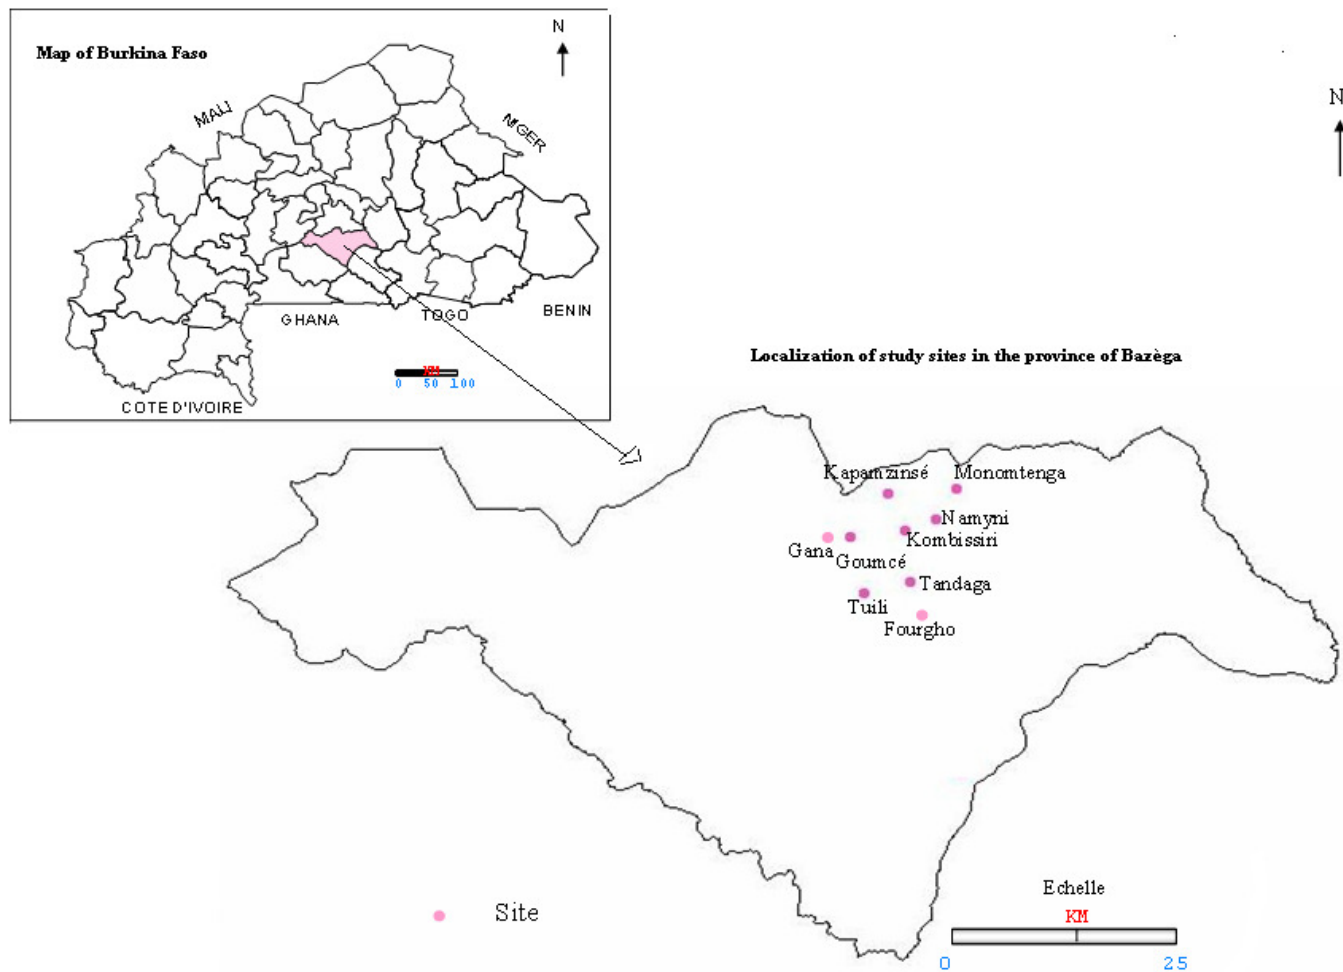 Map of Burkina Faso
N
MALI
NIGER
GHANA
TOGO
BENIN
COTE D'IVOIRE
KM
0 50 100
N
Localization of study sites in the province of Bazèga
Kapamzinsé
Monomtenga
Namyni
Kombissiri
Gana
Goumcé
Tandaga
Tuili
Fourgho
Site
Echelle
KM
0 25